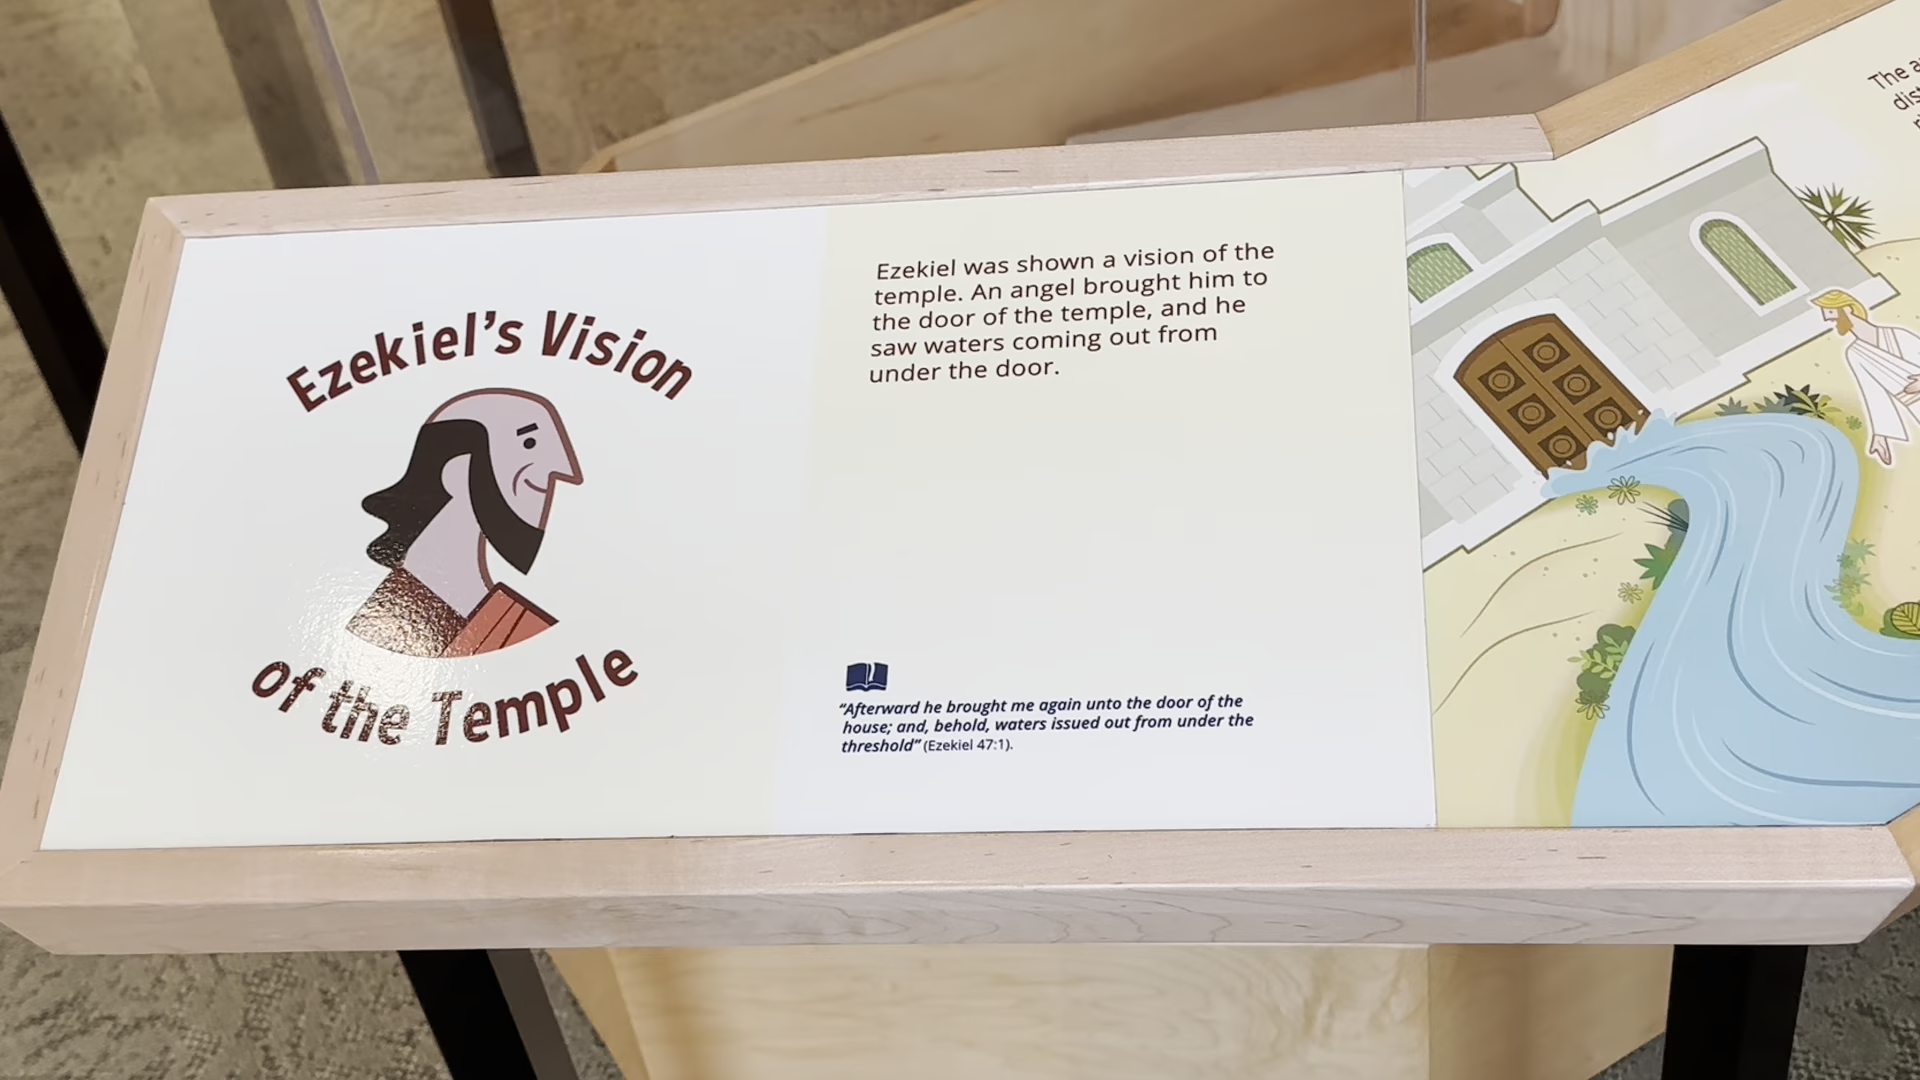 Ezekiel's Vision
of the Temple
Ezekiel was shown a vision of the
temple. An angel brought him to
the door of the temple, and he
saw waters coming out from
under the door.
“Afterward he brought me again unto the door of the
house; and, behold, waters issued out from under the
threshold” (Ezekiel 47:1).
The